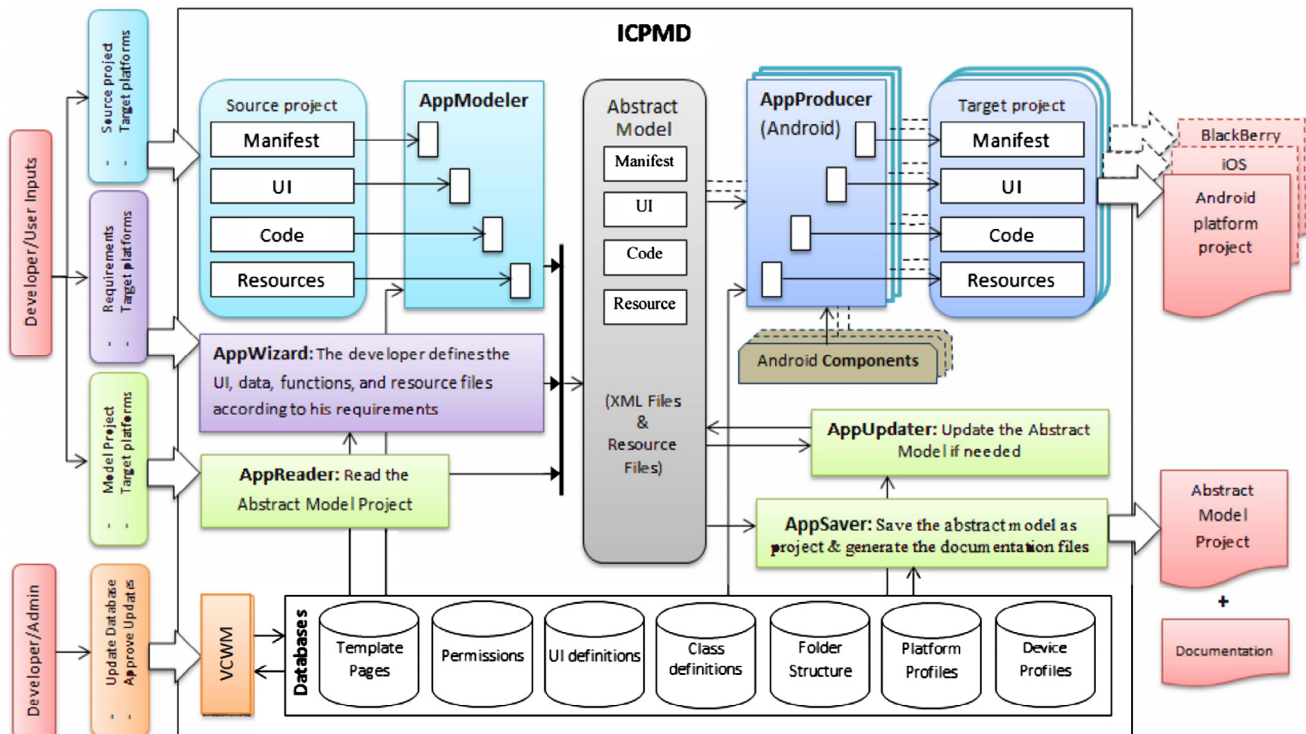 ICPMD
Developer/User Inputs
- Source projed
- Target platforms
- Requirements
- Target platforms
- Model Project
- Target platforms
Developer/Admin
- Update Database
- Approve Updates
Source project
Manifest
UI
Code
Resources
AppModeler
AppWizard: The developer defines the
UI, data, functions, and resource files
according to his requirements
AppReader: Read the
Abstract Model Project
Abstract
Model
Manifest
UI
Code
Resource
(XML Files
&
Resource
Files)
AppProducer
(Android)
Target project
Manifest
UI
Code
Resources
Android Components
AppUpdater: Update the Abstract
Model if needed
AppSaver: Save the abstract model as
project & generate the documentation files
BlackBerry
iOS
Android
platform
project
Abstract
Model
Project
+
Documentation
VCWM
Databases
Template
Pages
Permissions
UI definitions
Class
definitions
Folder
Structure
Platform
Profiles
Device
Profiles